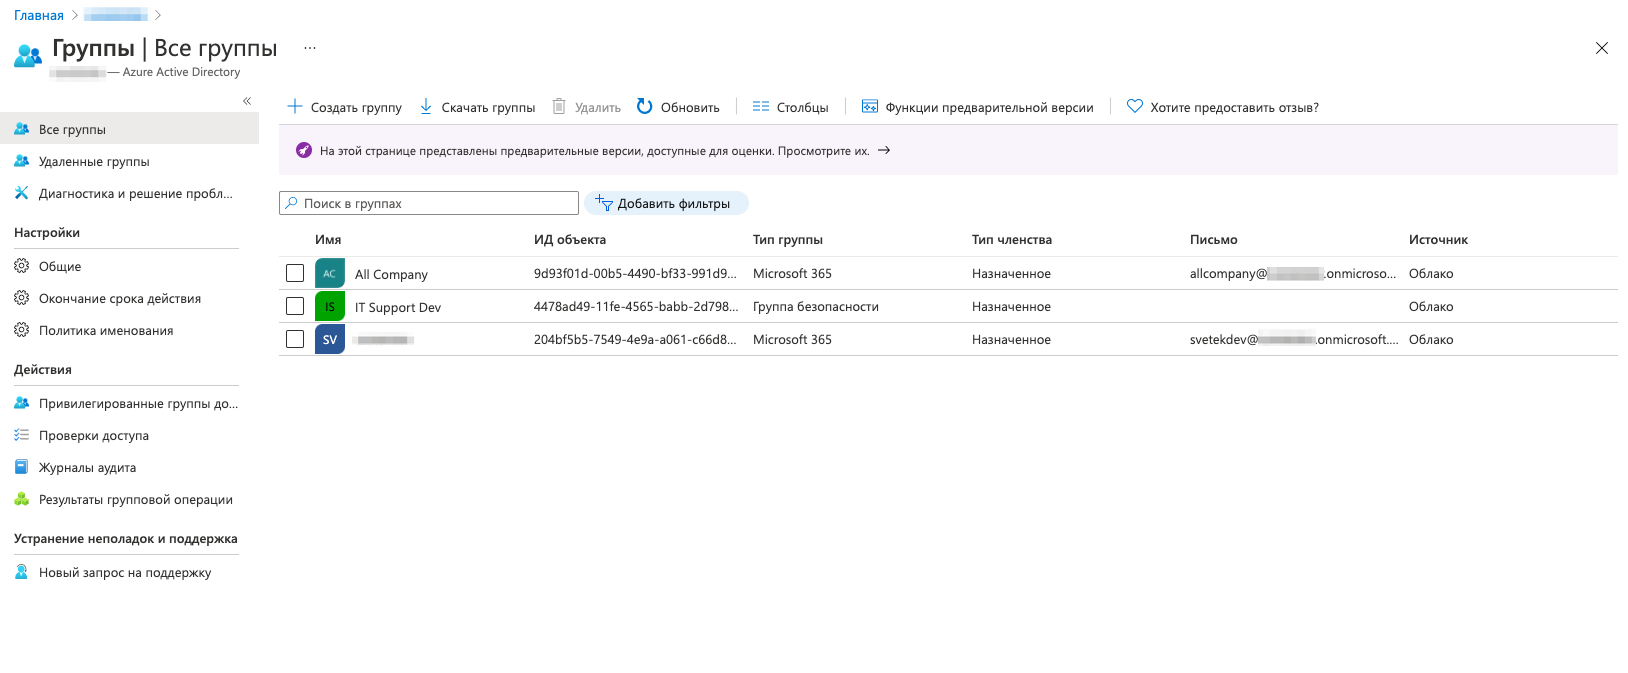 Главная
Группы | Все группы ...
— Azure Active Directory
«
Создать группу Скачать группы Удалить Обновить Столбцы Функции предварительной версии Хотите предоставить отзыв?
Все группы
Удаленные группы
Диагностика и решение пробл...
Настройки
Общие
Окончание срока действия
Политика именования
Действия
Привилегированные группы до...
Проверки доступа
Журналы аудита
Результаты групповой операции
Устранение неполадок и поддержка
Новый запрос на поддержку
На этой странице представлены предварительные версии, доступные для оценки. Просмотрите их. →
Поиск в группах Добавить фильтры
Имя ИД объекта Тип группы Тип членства Письмо Источник
AC All Company 9d93f01d-00b5-4490-bf33-991d9... Microsoft 365 Назначенное allcompany@ .onmicroso... Облако
IS IT Support Dev 4478ad49-11fe-4565-babb-2d798... Группа безопасности Назначенное Облако
SV 204bf5b5-7549-4e9a-a061-c66d8... Microsoft 365 Назначенное svetekdev@ .onmicrosoft.... Облако